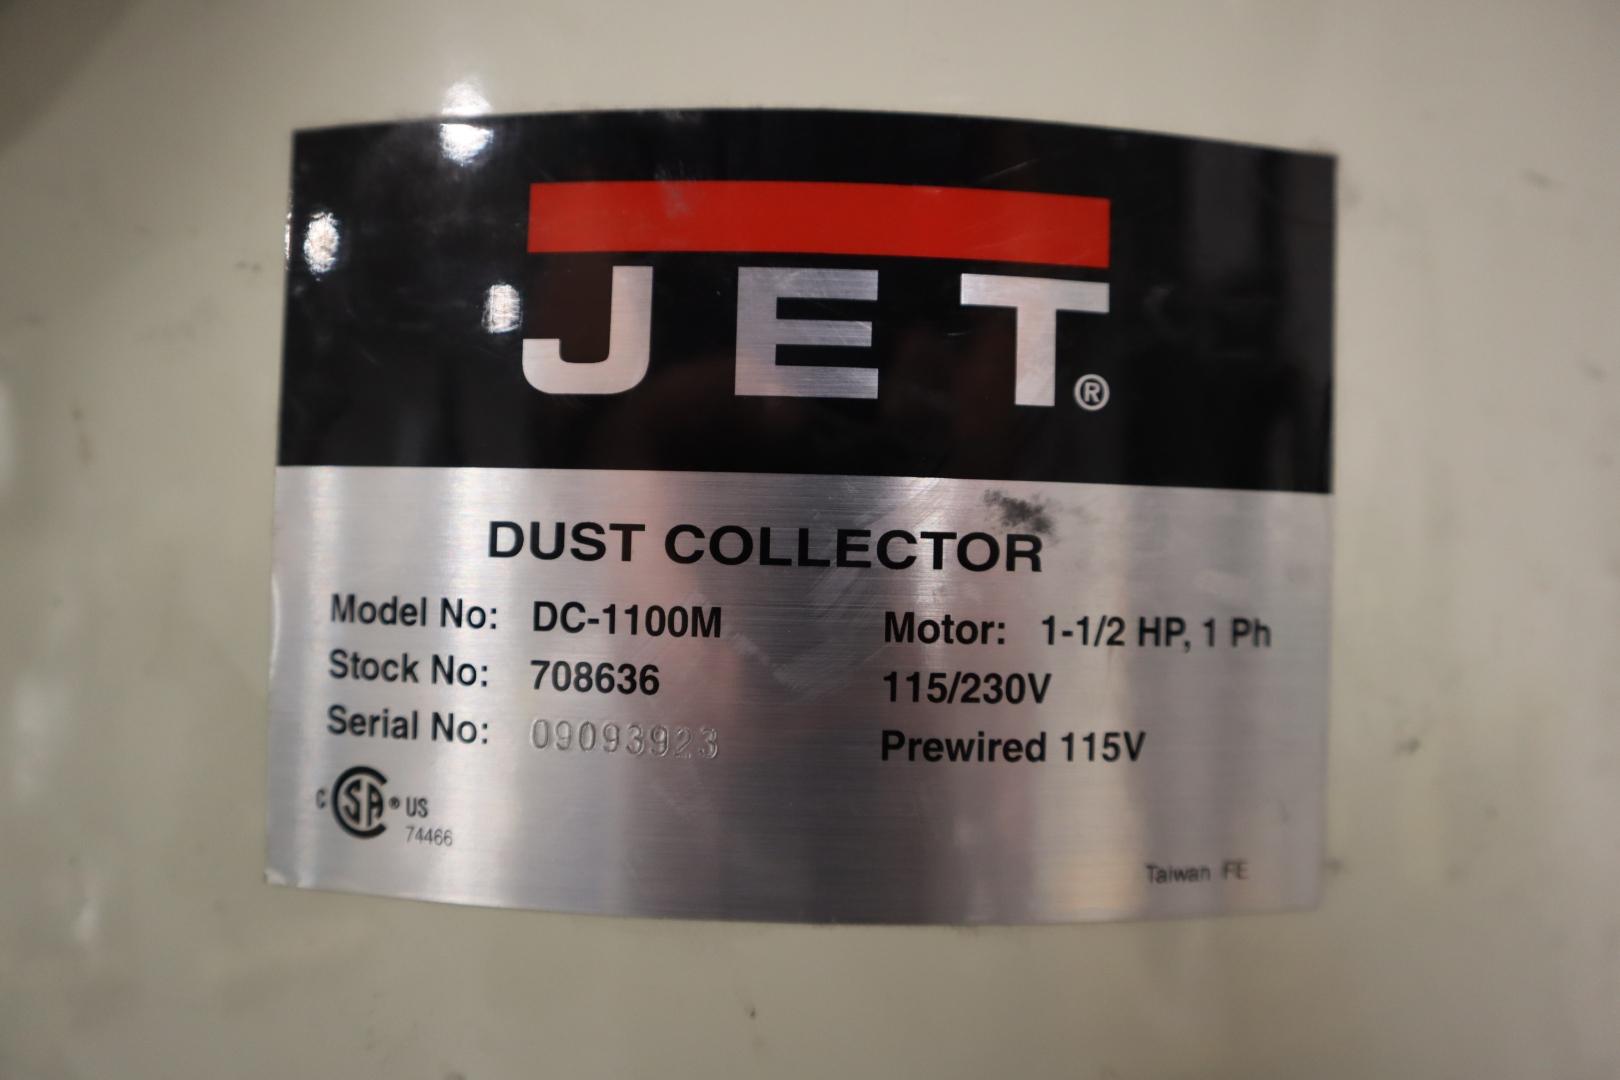 JET®
DUST COLLECTOR
Model No: DC-1100M
Stock No: 708636
Serial No: 09093923
Motor: 1-1/2 HP, 1 Ph
115/230V
Prewired 115V
C SA ® US
74466
Taiwan FE